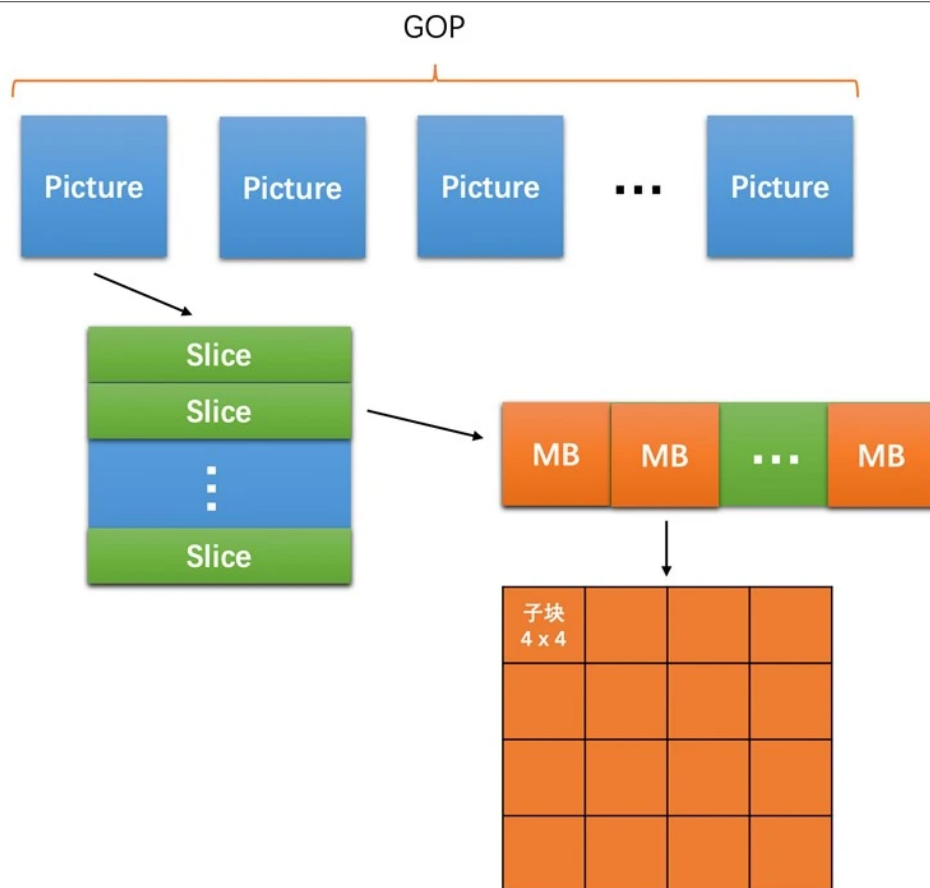 GOP
Picture
Picture
Picture
...
Picture
Slice
Slice
...
Slice
MB
MB
...
MB
子块
4 x 4